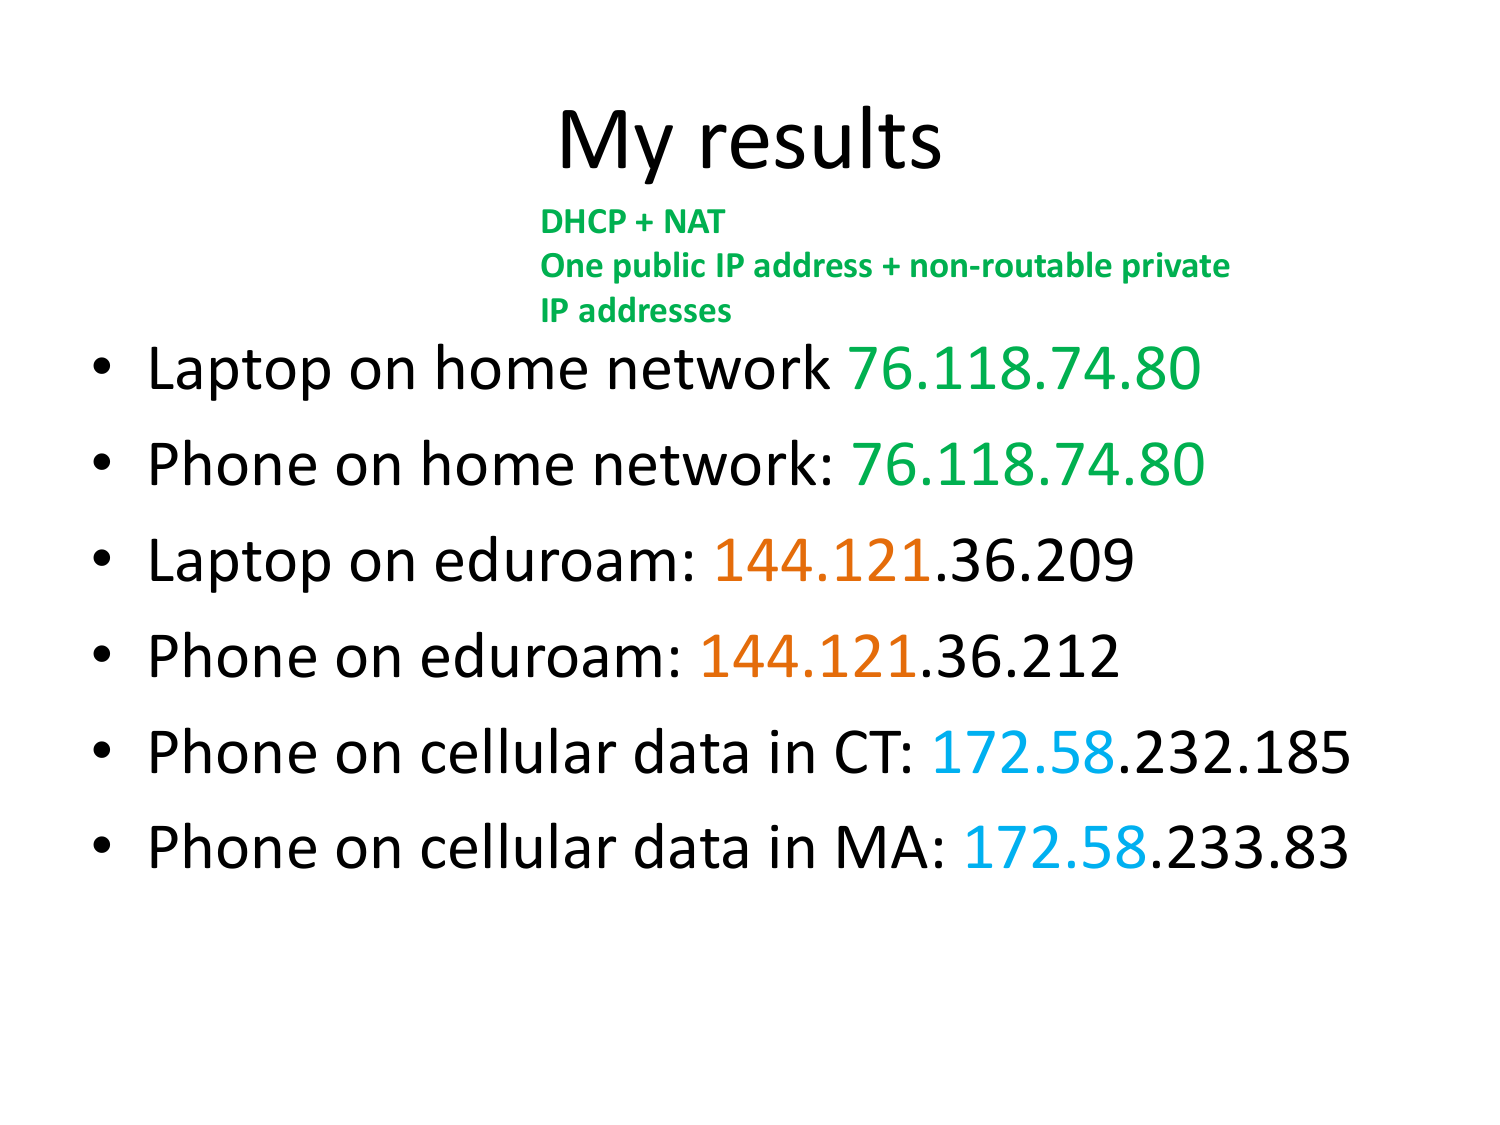 My results
DHCP + NAT
One public IP address + non-routable private
IP addresses
• Laptop on home network 76.118.74.80
• Phone on home network: 76.118.74.80
• Laptop on eduroam: 144.121.36.209
• Phone on eduroam: 144.121.36.212
• Phone on cellular data in CT: 172.58.232.185
• Phone on cellular data in MA: 172.58.233.83